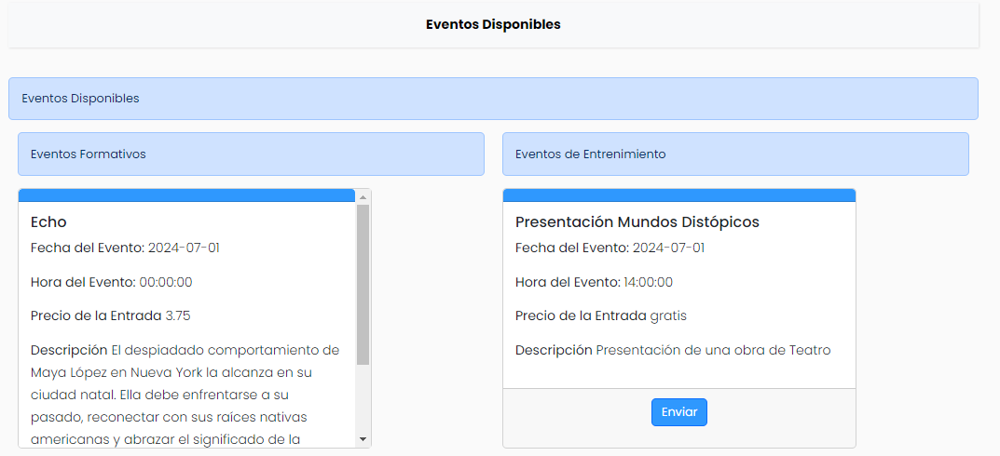 Eventos Disponibles
Eventos Disponibles
Eventos Formativos
Eventos de Entrenimiento
Echo
Fecha del Evento: 2024-07-01
Hora del Evento: 00:00:00
Precio de la Entrada 3.75
Descripción El despiadado comportamiento de
Maya López en Nueva York la alcanza en su
ciudad natal. Ella debe enfrentarse a su
pasado, reconectar con sus raíces nativas
americanas y abrazar el significado de la
Presentación Mundos Distópicos
Fecha del Evento: 2024-07-01
Hora del Evento: 14:00:00
Precio de la Entrada gratis
Descripción Presentación de una obra de Teatro
Enviar